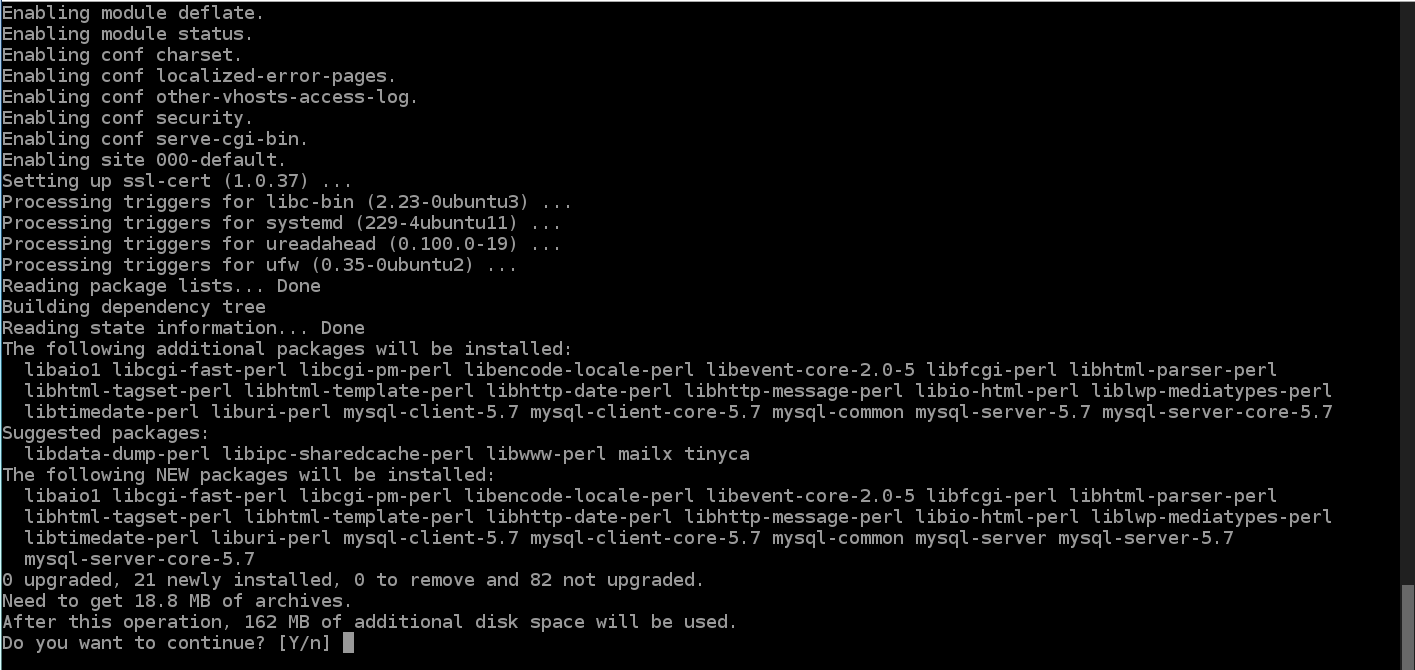 Enabling module deflate.
Enabling module status.
Enabling conf charset.
Enabling conf localized-error-pages.
Enabling conf other-vhosts-access-log.
Enabling conf security.
Enabling conf serve-cgi-bin.
Enabling site 000-default.
Setting up ssl-cert (1.0.37) ...
Processing triggers for libc-bin (2.23-0ubuntu3) ...
Processing triggers for systemd (229-4ubuntu11) ...
Processing triggers for ureadahead (0.100.0-19) ...
Processing triggers for ufw (0.35-0ubuntu2) ...
Reading package lists... Done
Building dependency tree
Reading state information... Done
The following additional packages will be installed:
  libaio1 libcgi-fast-perl libcgi-pm-perl libencode-locale-perl libevent-core-2.0-5 libfcgi-perl libhtml-parser-perl
  libhtml-tagset-perl libhtml-template-perl libhttp-date-perl libhttp-message-perl libio-html-perl liblwp-mediatypes-perl
  libtimedate-perl liburi-perl mysql-client-5.7 mysql-client-core-5.7 mysql-common mysql-server-5.7 mysql-server-core-5.7
Suggested packages:
  libdata-dump-perl libipc-sharedcache-perl libwww-perl mailx tinyca
The following NEW packages will be installed:
  libaio1 libcgi-fast-perl libcgi-pm-perl libencode-locale-perl libevent-core-2.0-5 libfcgi-perl libhtml-parser-perl
  libhtml-tagset-perl libhtml-template-perl libhttp-date-perl libhttp-message-perl libio-html-perl liblwp-mediatypes-perl
  libtimedate-perl liburi-perl mysql-client-5.7 mysql-client-core-5.7 mysql-common mysql-server mysql-server-5.7
  mysql-server-core-5.7
0 upgraded, 21 newly installed, 0 to remove and 82 not upgraded.
Need to get 18.8 MB of archives.
After this operation, 162 MB of additional disk space will be used.
Do you want to continue? [Y/n]